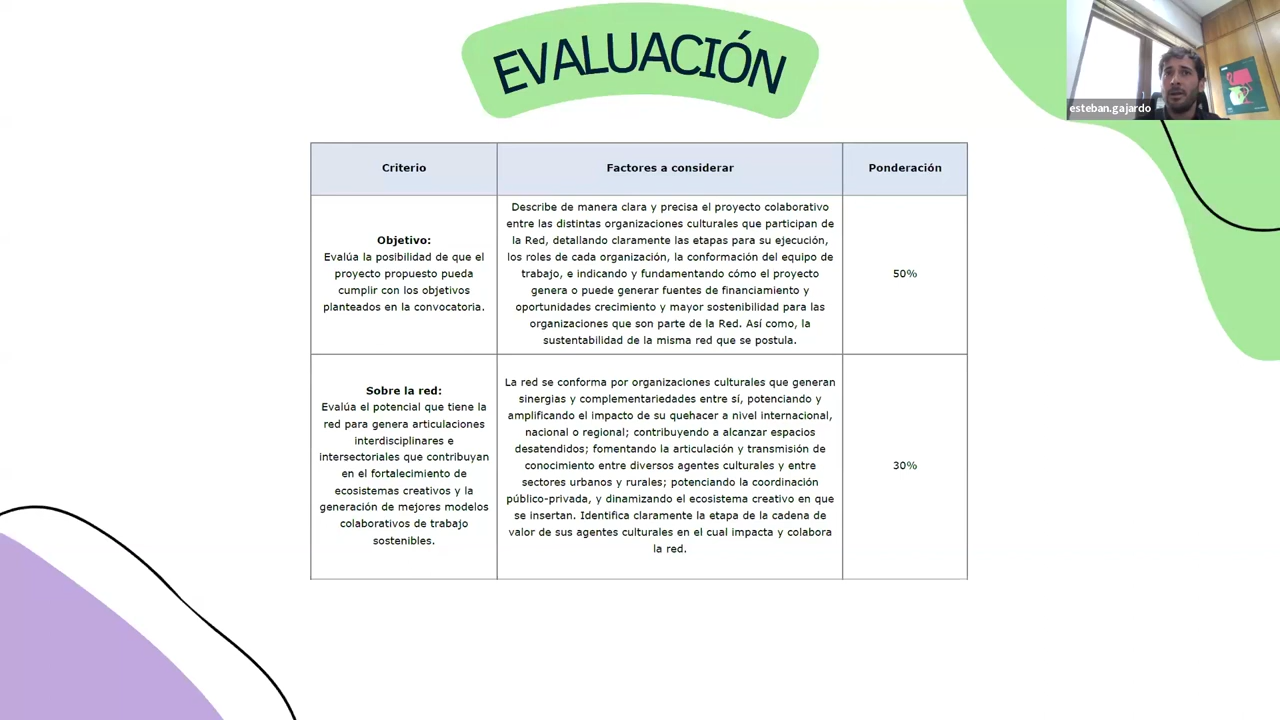 EVALUACIÓN
esteban.gajardo
Criterio
Factores a considerar
Ponderación
Objetivo:
Evalúa la posibilidad de que el
proyecto propuesto pueda
cumplir con los objetivos
planteados en la convocatoria.
Describe de manera clara y precisa el proyecto colaborativo
entre las distintas organizaciones culturales que participan de
la Red, detallando claramente las etapas para su ejecución,
los roles de cada organización, la conformación del equipo de
trabajo, e indicando y fundamentando cómo el proyecto
genera o puede generar fuentes de financiamiento y
oportunidades crecimiento y mayor sostenibilidad para las
organizaciones que son parte de la Red. Así como, la
sustentabilidad de la misma red que se postula.
50%
Sobre la red:
Evalúa el potencial que tiene la
red para genera articulaciones
interdisciplinares e
intersectoriales que contribuyan
en el fortalecimiento de
ecosistemas creativos y la
generación de mejores modelos
colaborativos de trabajo
sostenibles.
La red se conforma por organizaciones culturales que generan
sinergias y complementariedades entre sí, potenciando y
amplificando el impacto de su quehacer a nivel internacional,
nacional o regional; contribuyendo a alcanzar espacios
desatendidos; fomentando la articulación y transmisión de
conocimiento entre diversos agentes culturales y entre
sectores urbanos y rurales; potenciando la coordinación
público-privada, y dinamizando el ecosistema creativo en que
se insertan. Identifica claramente la etapa de la cadena de
valor de sus agentes culturales en el cual impacta y colabora
la red.
30%